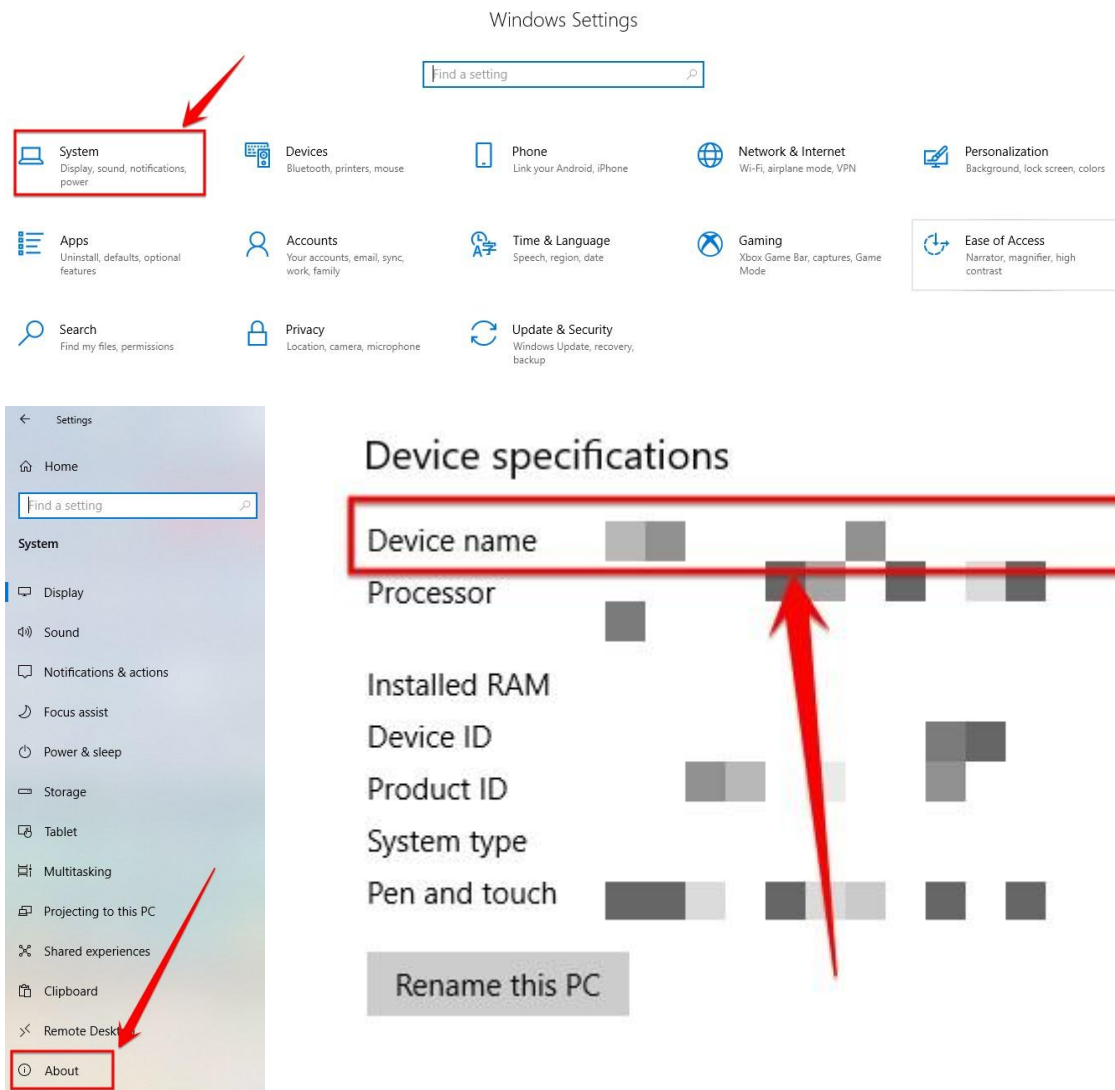 Windows Settings
Find a setting
System
Display, sound, notifications,
power
Devices
Bluetooth, printers, mouse
Phone
Link your Android, iPhone
Network & Internet
Wi-Fi, airplane mode, VPN
Personalization
Background, lock screen, colors
Apps
Uninstall, defaults, optional
features
Accounts
Your accounts, email, sync,
work, family
Time & Language
Speech, region, date
Gaming
Xbox Game Bar, captures, Game
Mode
Ease of Access
Narrator, magnifier, high
contrast
Search
Find my files, permissions
Privacy
Location, camera, microphone
Update & Security
Windows Update, recovery,
backup
Settings
Home
Find a setting
System
Display
Sound
Notifications & actions
Focus assist
Power & sleep
Storage
Tablet
Multitasking
Projecting to this PC
Shared experiences
Clipboard
Remote Deskt
About
Device specifications
Device name
Processor
Installed RAM
Device ID
Product ID
System type
Pen and touch
Rename this PC